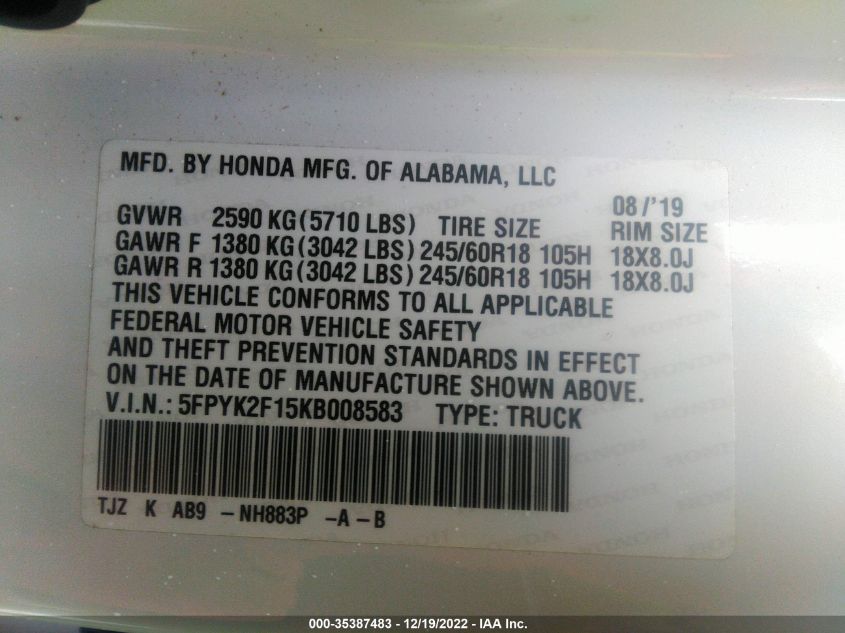 MFD. BY HONDA MFG. OF ALABAMA, LLC
08/'19
GVWR 2590 KG(5710 LBS) TIRE SIZE RIM SIZE
GAWR F 1380 KG(3042 LBS) 245/60R18 105H 18X8.0J
GAWR R 1380 KG(3042 LBS) 245/60R18 105H 18X8.0J
THIS VEHICLE CONFORMS TO ALL APPLICABLE
FEDERAL MOTOR VEHICLE SAFETY
AND THEFT PREVENTION STANDARDS IN EFFECT
ON THE DATE OF MANUFACTURE SHOWN ABOVE.
V.I.N.: 5FPYK2F15KB008583 TYPE: TRUCK
TJZ K AB9 -NH883P -A -B
000-35387483 - 12/19/2022 - IAA Inc.